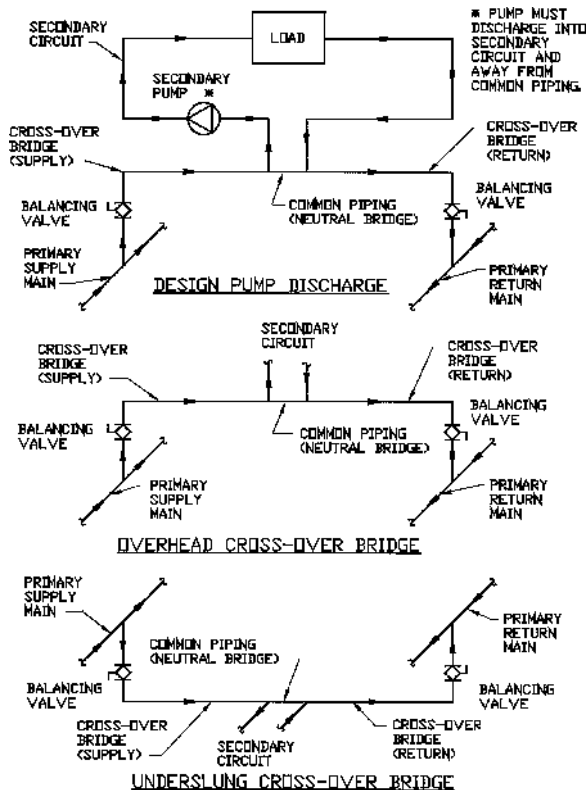 SECONDARY
CIRCUIT
LOAD
* PUMP MUST
DISCHARGE INTO
SECONDARY
CIRCUIT AND
AWAY FROM
COMMON PIPING.
SECONDARY
PUMP *
CROSS-OVER
BRIDGE
(SUPPLY)
CROSS-OVER
BRIDGE
(RETURN)
BALANCING
VALVE
COMMON PIPING
(NEUTRAL BRIDGE)
BALANCING
VALVE
PRIMARY
SUPPLY
MAIN
PRIMARY
RETURN
MAIN
DESIGN PUMP DISCHARGE
SECONDARY
CIRCUIT
CROSS-OVER
BRIDGE
(SUPPLY)
CROSS-OVER
BRIDGE
(RETURN)
BALANCING
VALVE
COMMON PIPING
(NEUTRAL BRIDGE)
BALANCING
VALVE
PRIMARY
SUPPLY
MAIN
PRIMARY
RETURN
MAIN
OVERHEAD CROSS-OVER BRIDGE
PRIMARY
SUPPLY
MAIN
PRIMARY
RETURN
MAIN
COMMON PIPING
(NEUTRAL BRIDGE)
BALANCING
VALVE
BALANCING
VALVE
CROSS-OVER
BRIDGE
(SUPPLY)
SECONDARY
CIRCUIT
CROSS-OVER
BRIDGE
(RETURN)
UNDERSLUNG CROSS-OVER BRIDGE